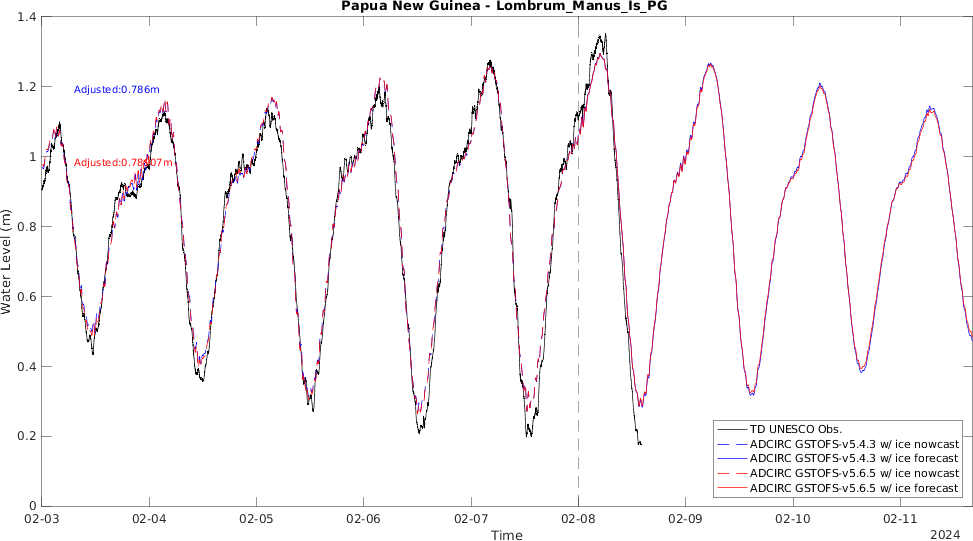 Papua New Guinea - Lombrum_Manus_Is_PG
1.4
1.2
1
0.8
0.6
0.4
0.2
0
Water Level (m)
Adjusted:0.786m
TD UNESCO Obs.
ADCIRC GSTOFS-v5.4.3 w/ ice nowcast
ADCIRC GSTOFS-v5.4.3 w/ ice forecast
ADCIRC GSTOFS-v5.6.5 w/ ice nowcast
ADCIRC GSTOFS-v5.6.5 w/ ice forecast
02-03
02-04
02-05
02-06
02-07
02-08
02-09
02-10
02-11
Time
2024